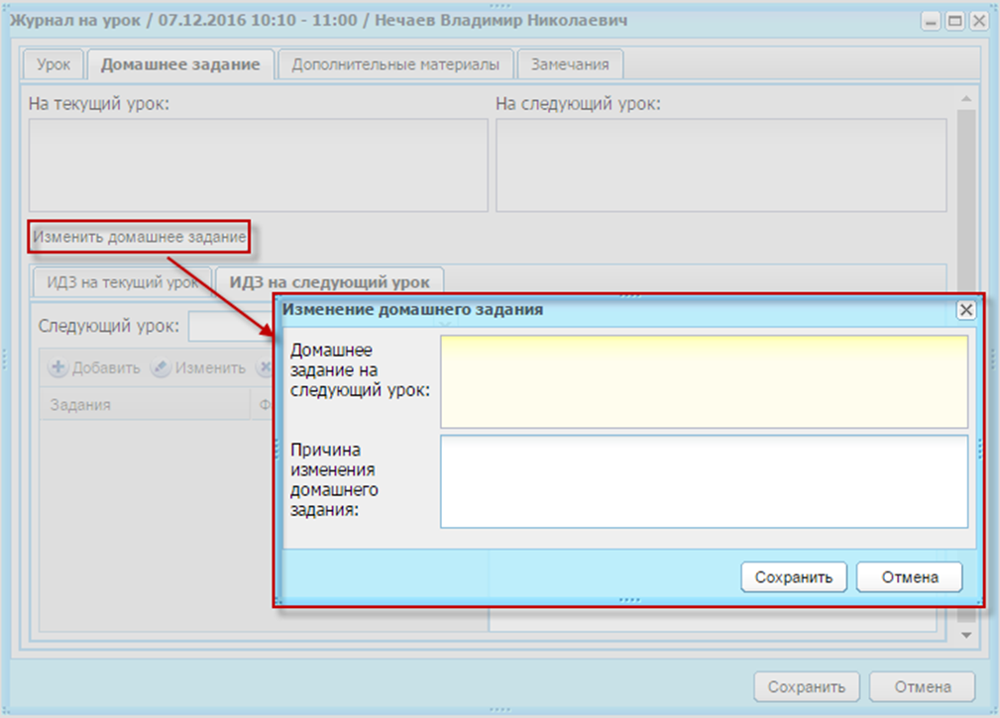 Журнал на урок / 07.12.2016 10:10 - 11:00 / Нечаев Владимир Николаевич
Урок
Домашнее задание
Дополнительные материалы
Замечания
На текущий урок:
На следующий урок:
Изменить домашнее задание
ИДЗ на текущий урок
ИДЗ на следующий урок
Следующий урок:
Добавить
Изменить
Задания
Ф
Изменение домашнего задания
Домашнее
задание на
следующий урок:
Причина
изменения
домашнего
задания:
Сохранить
Отмена
Сохранить
Отмена